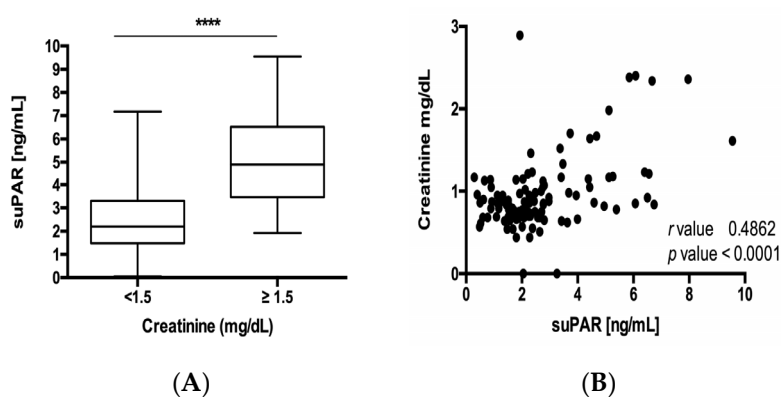 ****
suPAR [ng/mL]
10
9
8
7
6
5
4
3
2
1
0
<1.5
≥ 1.5
Creatinine (mg/dL)
(A)
B
Creatinine mg/dL
3
2
1
0
r value 0.4862
p value < 0.0001
0
2
4
6
8
10
suPAR [ng/mL]
(B)